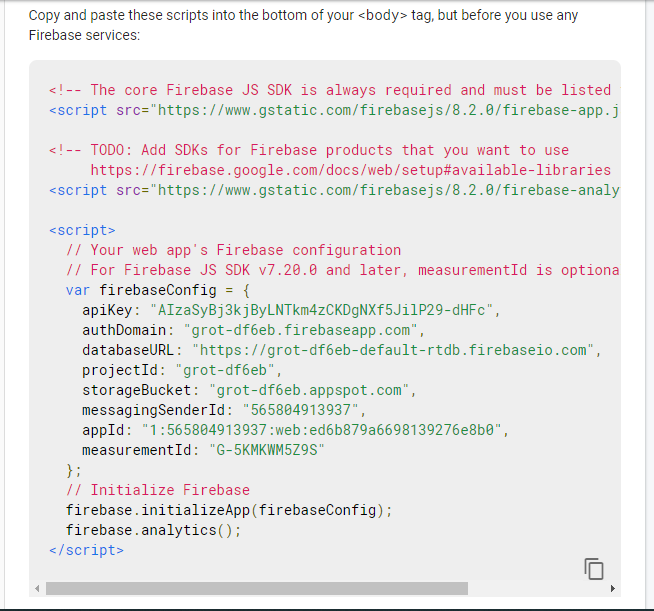 Copy and paste these scripts into the bottom of your <body> tag, but before you use any
Firebase services:
<!-- The core Firebase JS SDK is always required and must be listed
<script src="https://www.gstatic.com/firebasejs/8.2.0/firebase-app.j
<!-- TODO: Add SDKs for Firebase products that you want to use
https://firebase.google.com/docs/web/setup#available-libraries
<script src="https://www.gstatic.com/firebasejs/8.2.0/firebase-analy
<script>
// Your web app's Firebase configuration
// For Firebase JS SDK v7.20.0 and later, measurementId is optiona
var firebaseConfig = {
apiKey: "AIzaSyBj3kjByLNTkm4zCKDgNXf5JilP29-dHFc",
authDomain: "grot-df6eb.firebaseapp.com",
databaseURL: "https://grot-df6eb-default-rtdb.firebaseio.com",
projectId: "grot-df6eb",
storageBucket: "grot-df6eb.appspot.com",
messagingSenderId: "565804913937",
appId: "1:565804913937:web:ed6b879a6698139276e8b0",
measurementId: "G-5KMKWM5Z9S"
};
// Initialize Firebase
firebase.initializeApp(firebaseConfig);
firebase.analytics();
</script>